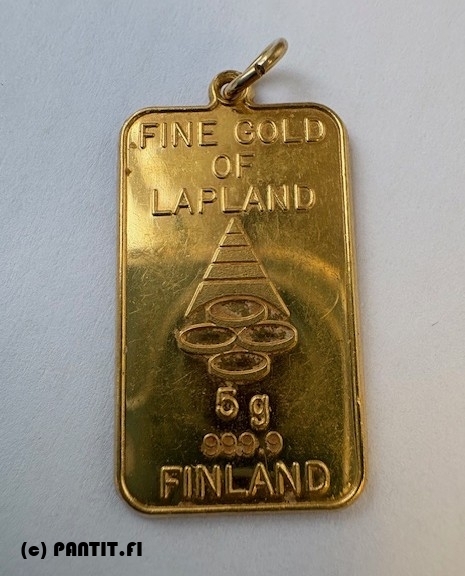 FINE GOLD
OF
LAPLAND
5 g
999.9
FINLAND
(c) PANTIT.FI